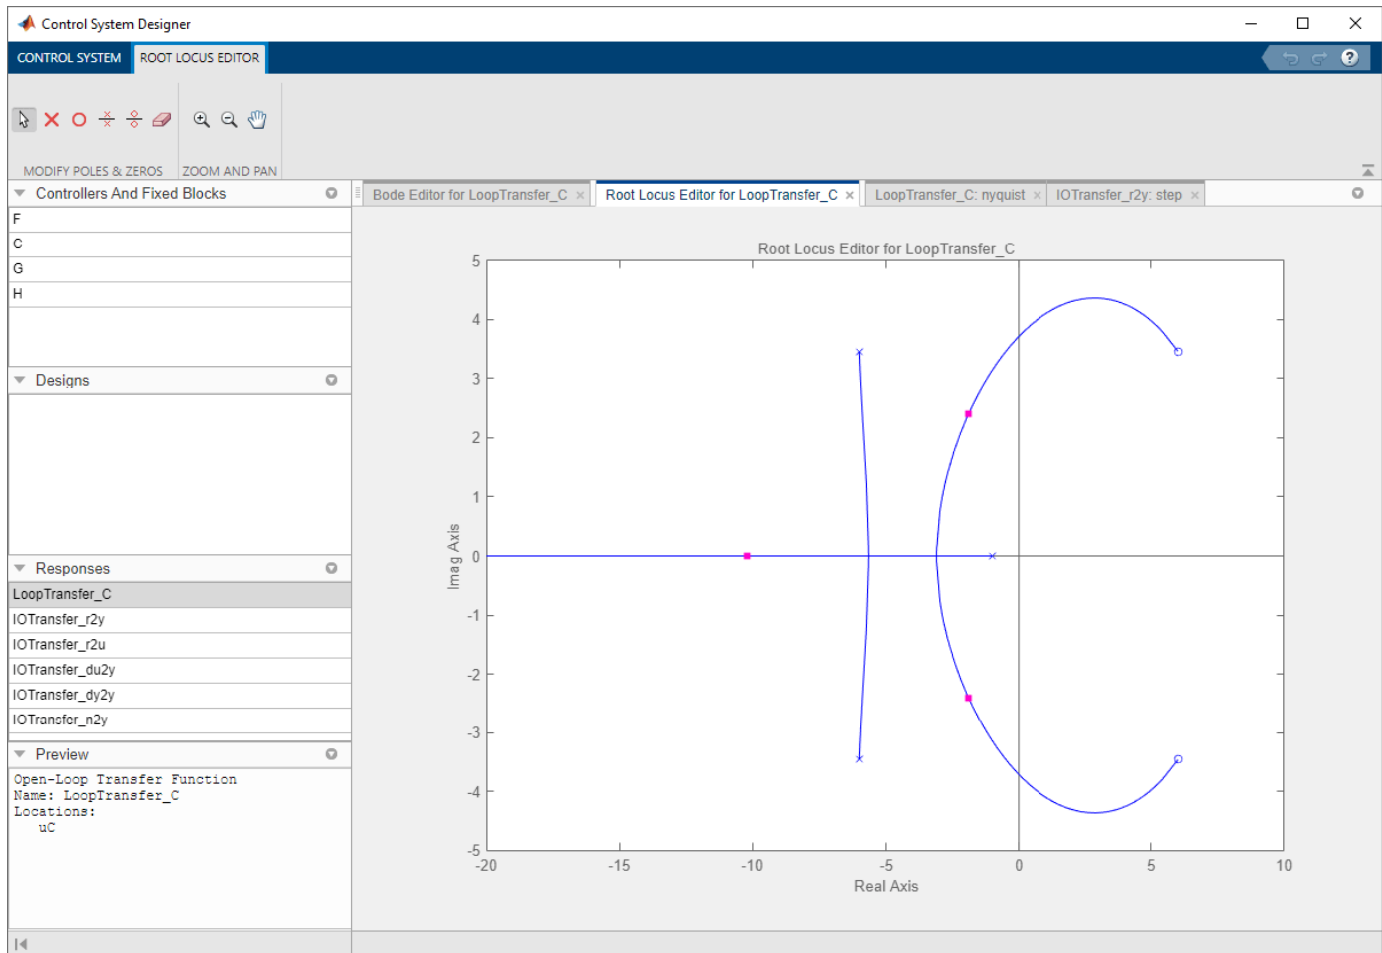 Control System Designer
CONTROL SYSTEM
ROOT LOCUS EDITOR
?
MODIFY POLES & ZEROS
ZOOM AND PAN
Controllers And Fixed Blocks
F
C
G
H
Designs
Responses
LoopTransfer_C
IOTransfer_r2y
IOTransfer_r2u
IOTransfer_du2y
IOTransfer_dy2y
IOTransfer_n2y
Preview
Open-Loop Transfer Function
Name: LoopTransfer_C
Locations:
uC
Bode Editor for LoopTransfer_C
Root Locus Editor for LoopTransfer_C
LoopTransfer_C: nyquist
IOTransfer_r2y: step
Root Locus Editor for LoopTransfer_C
5
4
3
2
1
0
-1
-2
-3
-4
-5
Imag Axis
-20 -15 -10 -5 0 5 10
Real Axis